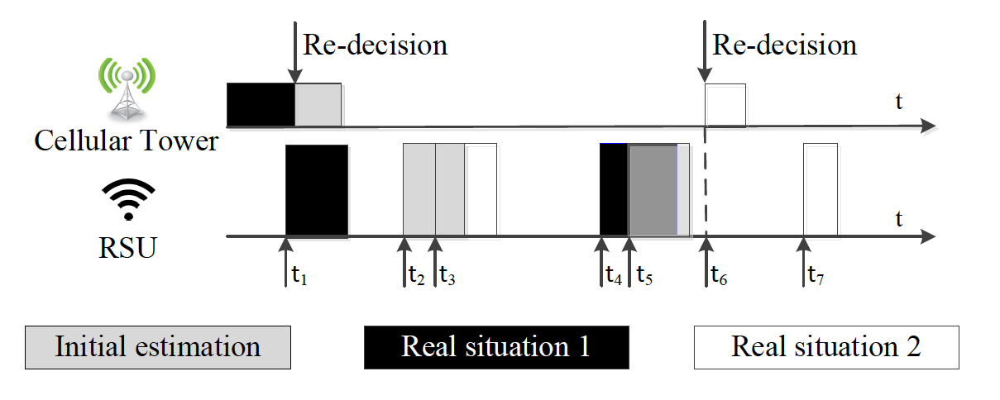 Re-decision Re-decision
t
Cellular Tower
t
RSU
t₁ t₂ t₃ t₄ t₅ t₆ t₇
Initial estimation Real situation 1 Real situation 2